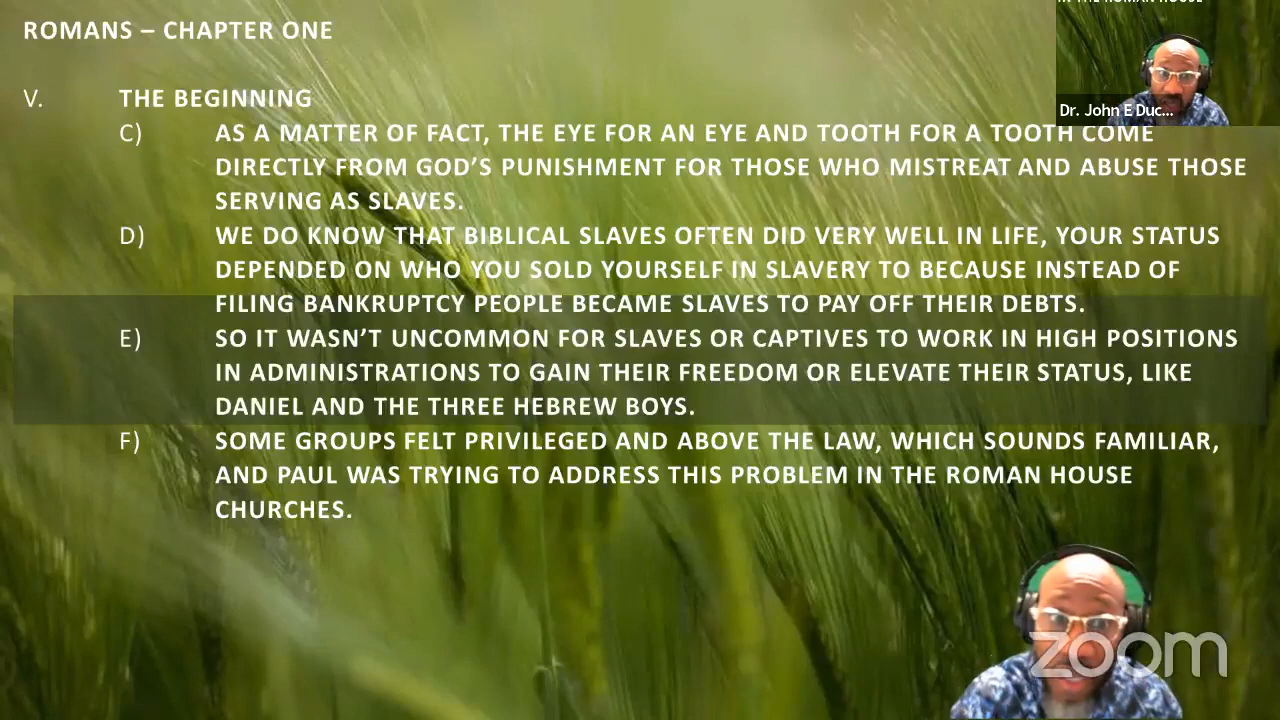 ROMANS – CHAPTER ONE
V. THE BEGINNING
C) AS A MATTER OF FACT, THE EYE FOR AN EYE AND TOOTH FOR A TOOTH COME
DIRECTLY FROM GOD'S PUNISHMENT FOR THOSE WHO MISTREAT AND ABUSE THOSE
SERVING AS SLAVES.
D) WE DO KNOW THAT BIBLICAL SLAVES OFTEN DID VERY WELL IN LIFE, YOUR STATUS
DEPENDED ON WHO YOU SOLD YOURSELF IN SLAVERY TO BECAUSE INSTEAD OF
FILING BANKRUPTCY PEOPLE BECAME SLAVES TO PAY OFF THEIR DEBTS.
E) SO IT WASN'T UNCOMMON FOR SLAVES OR CAPTIVES TO WORK IN HIGH POSITIONS
IN ADMINISTRATIONS TO GAIN THEIR FREEDOM OR ELEVATE THEIR STATUS, LIKE
DANIEL AND THE THREE HEBREW BOYS.
F) SOME GROUPS FELT PRIVILEGED AND ABOVE THE LAW, WHICH SOUNDS FAMILIAR,
AND PAUL WAS TRYING TO ADDRESS THIS PROBLEM IN THE ROMAN HOUSE
CHURCHES.
Dr. John E Duc...
zoom